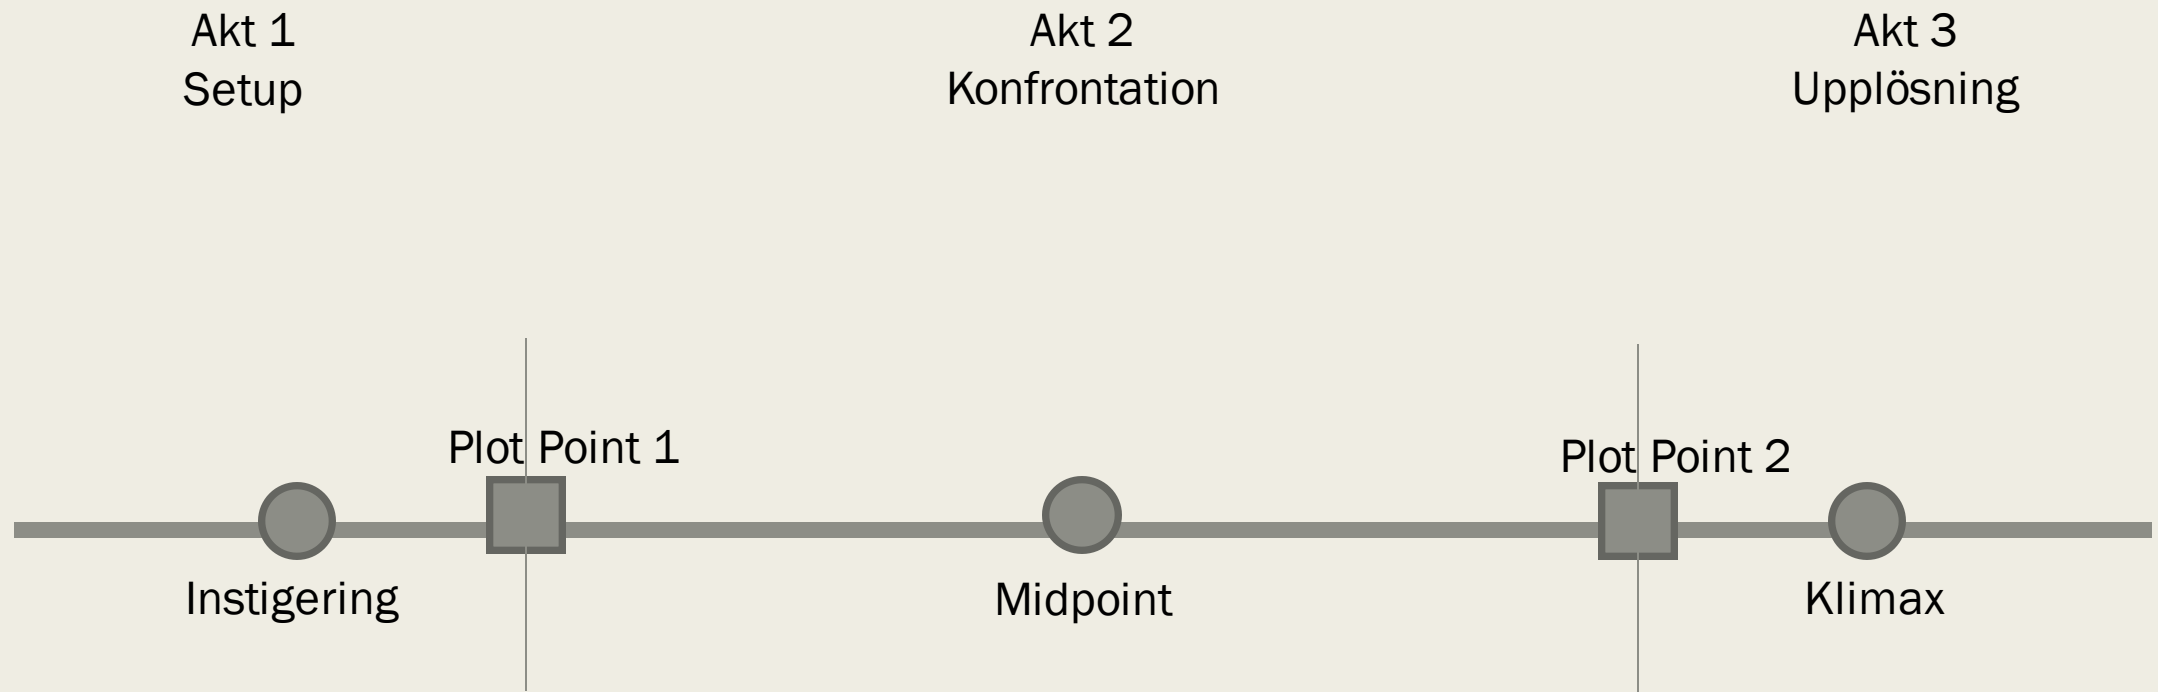 Akt 1
Setup
Akt 2
Konfrontation
Akt 3
Upplösning
Plot Point 1
Plot Point 2
Instigering
Midpoint
Klimax